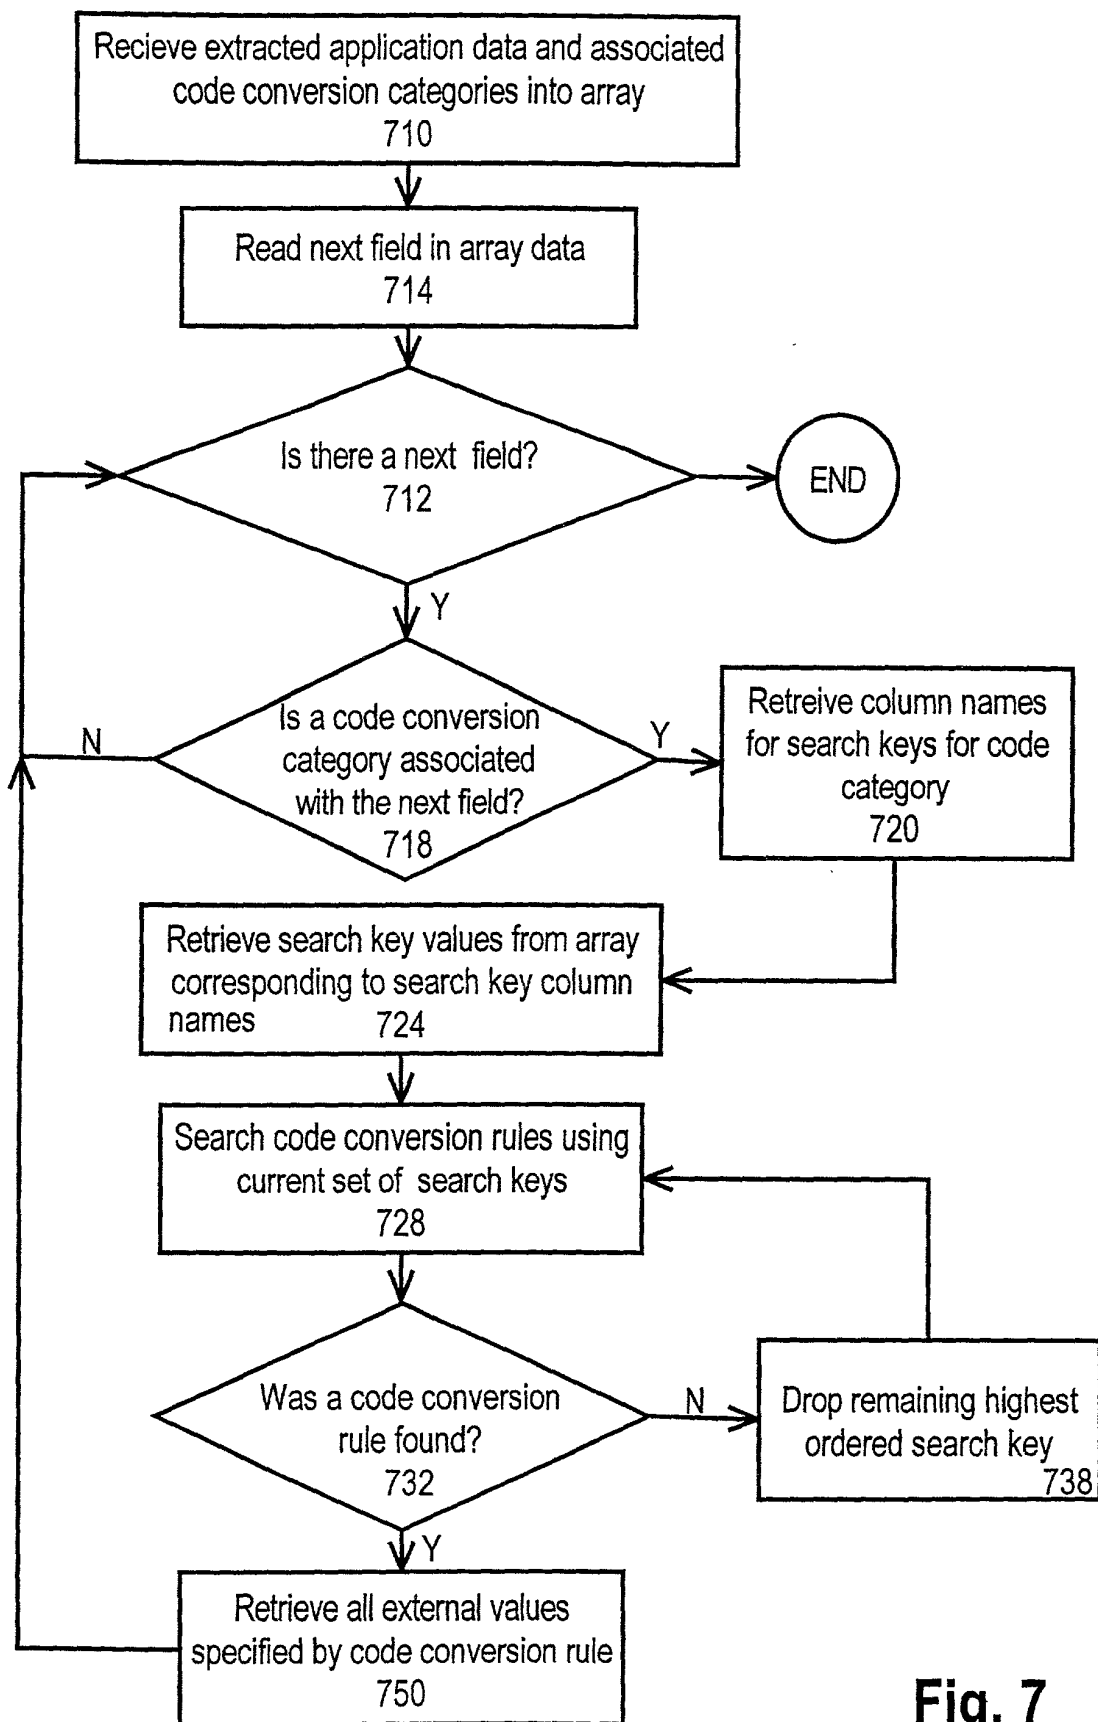 Recieve extracted application data and associated
code conversion categories into array
710
Read next field in array data
714
Is there a next field?
712
END
Y
Is a code conversion
category associated
with the next field?
718
N
Y
Retreive column names
for search keys for code
category
720
Retrieve search key values from array
corresponding to search key column
names 724
Search code conversion rules using
current set of search keys
728
Was a code conversion
rule found?
732
N
Drop remaining highest
ordered search key
738
Y
Retrieve all external values
specified by code conversion rule
750
Fig. 7